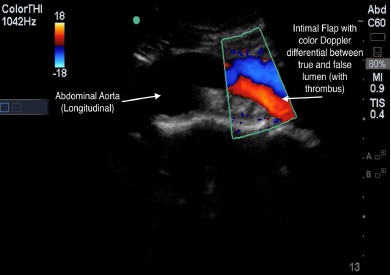 ColorTHI
1042Hz
18
-18
Abd
C60
80%
MI
0.9
TIS
0.4
A
B
Intimal Flap with
color Doppler
differential between
true and false
lumen (with
thrombus)
Abdominal Aorta
(Longitudinal)
13